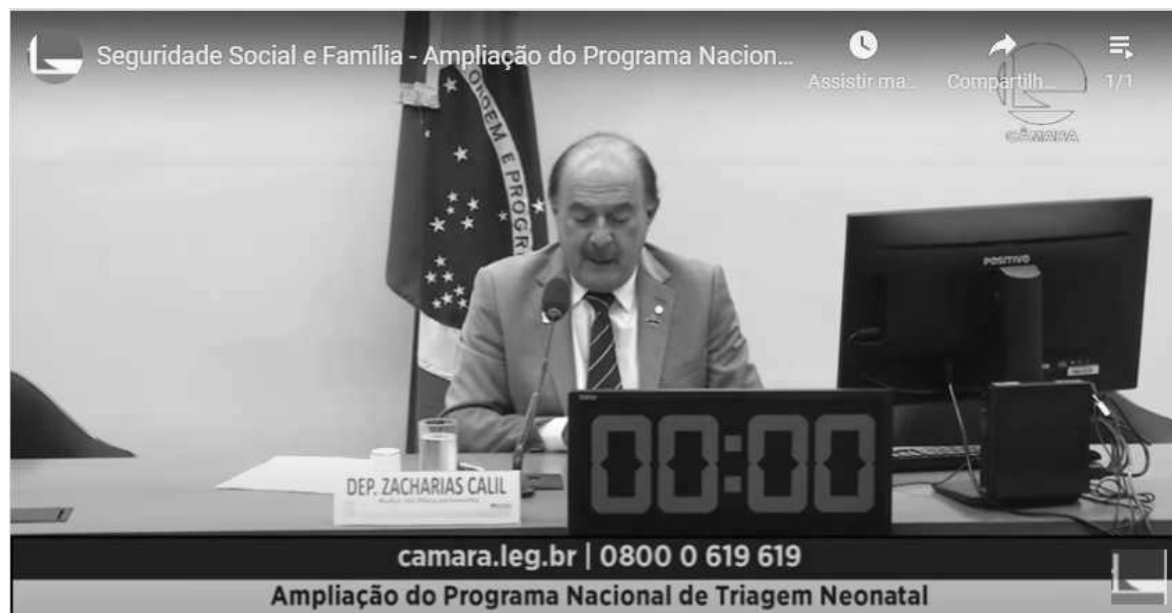 Seguridade Social e Família - Ampliação do Programa Nacion...
Assistir ma...
Compartilh...
1/1
CÂMARA
ORDEM E PROGR
POSITIVO
00:00
DEP. ZACHARIAS CALIL
camara.leg.br | 0800 0 619 619
Ampliação do Programa Nacional de Triagem Neonatal